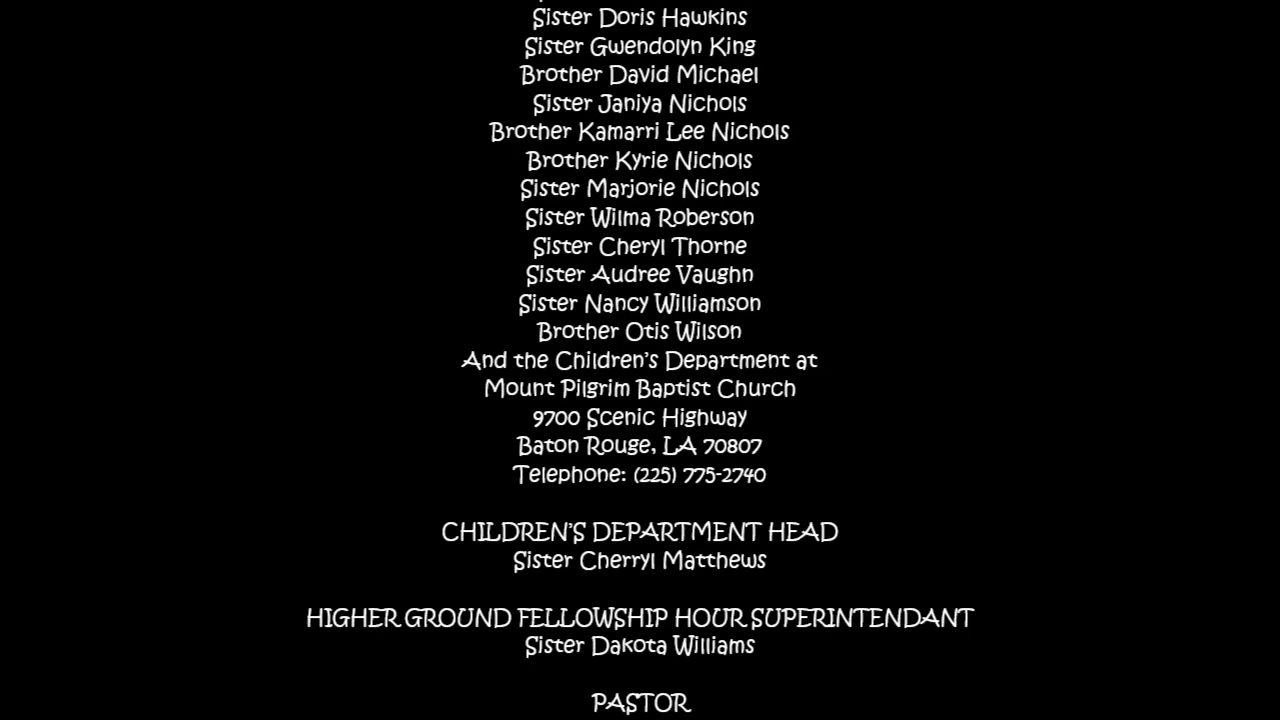 Sister Doris Hawkins
Sister Gwendolyn King
Brother David Michael
Sister Janiya Nichols
Brother Kamarri Lee Nichols
Brother Kyrie Nichols
Sister Marjorie Nichols
Sister Wilma Roberson
Sister Cheryl Thorne
Sister Audree Vaughn
Sister Nancy Williamson
Brother Otis Wilson
And the Children's Department at
Mount Pilgrim Baptist Church
9700 Scenic Highway
Baton Rouge, LA 70807
Telephone: (225) 775-2740
CHILDREN'S DEPARTMENT HEAD
Sister Cherryl Matthews
HIGHER GROUND FELLOWSHIP HOUR SUPERINTENDANT
Sister Dakota Williams
PASTOR